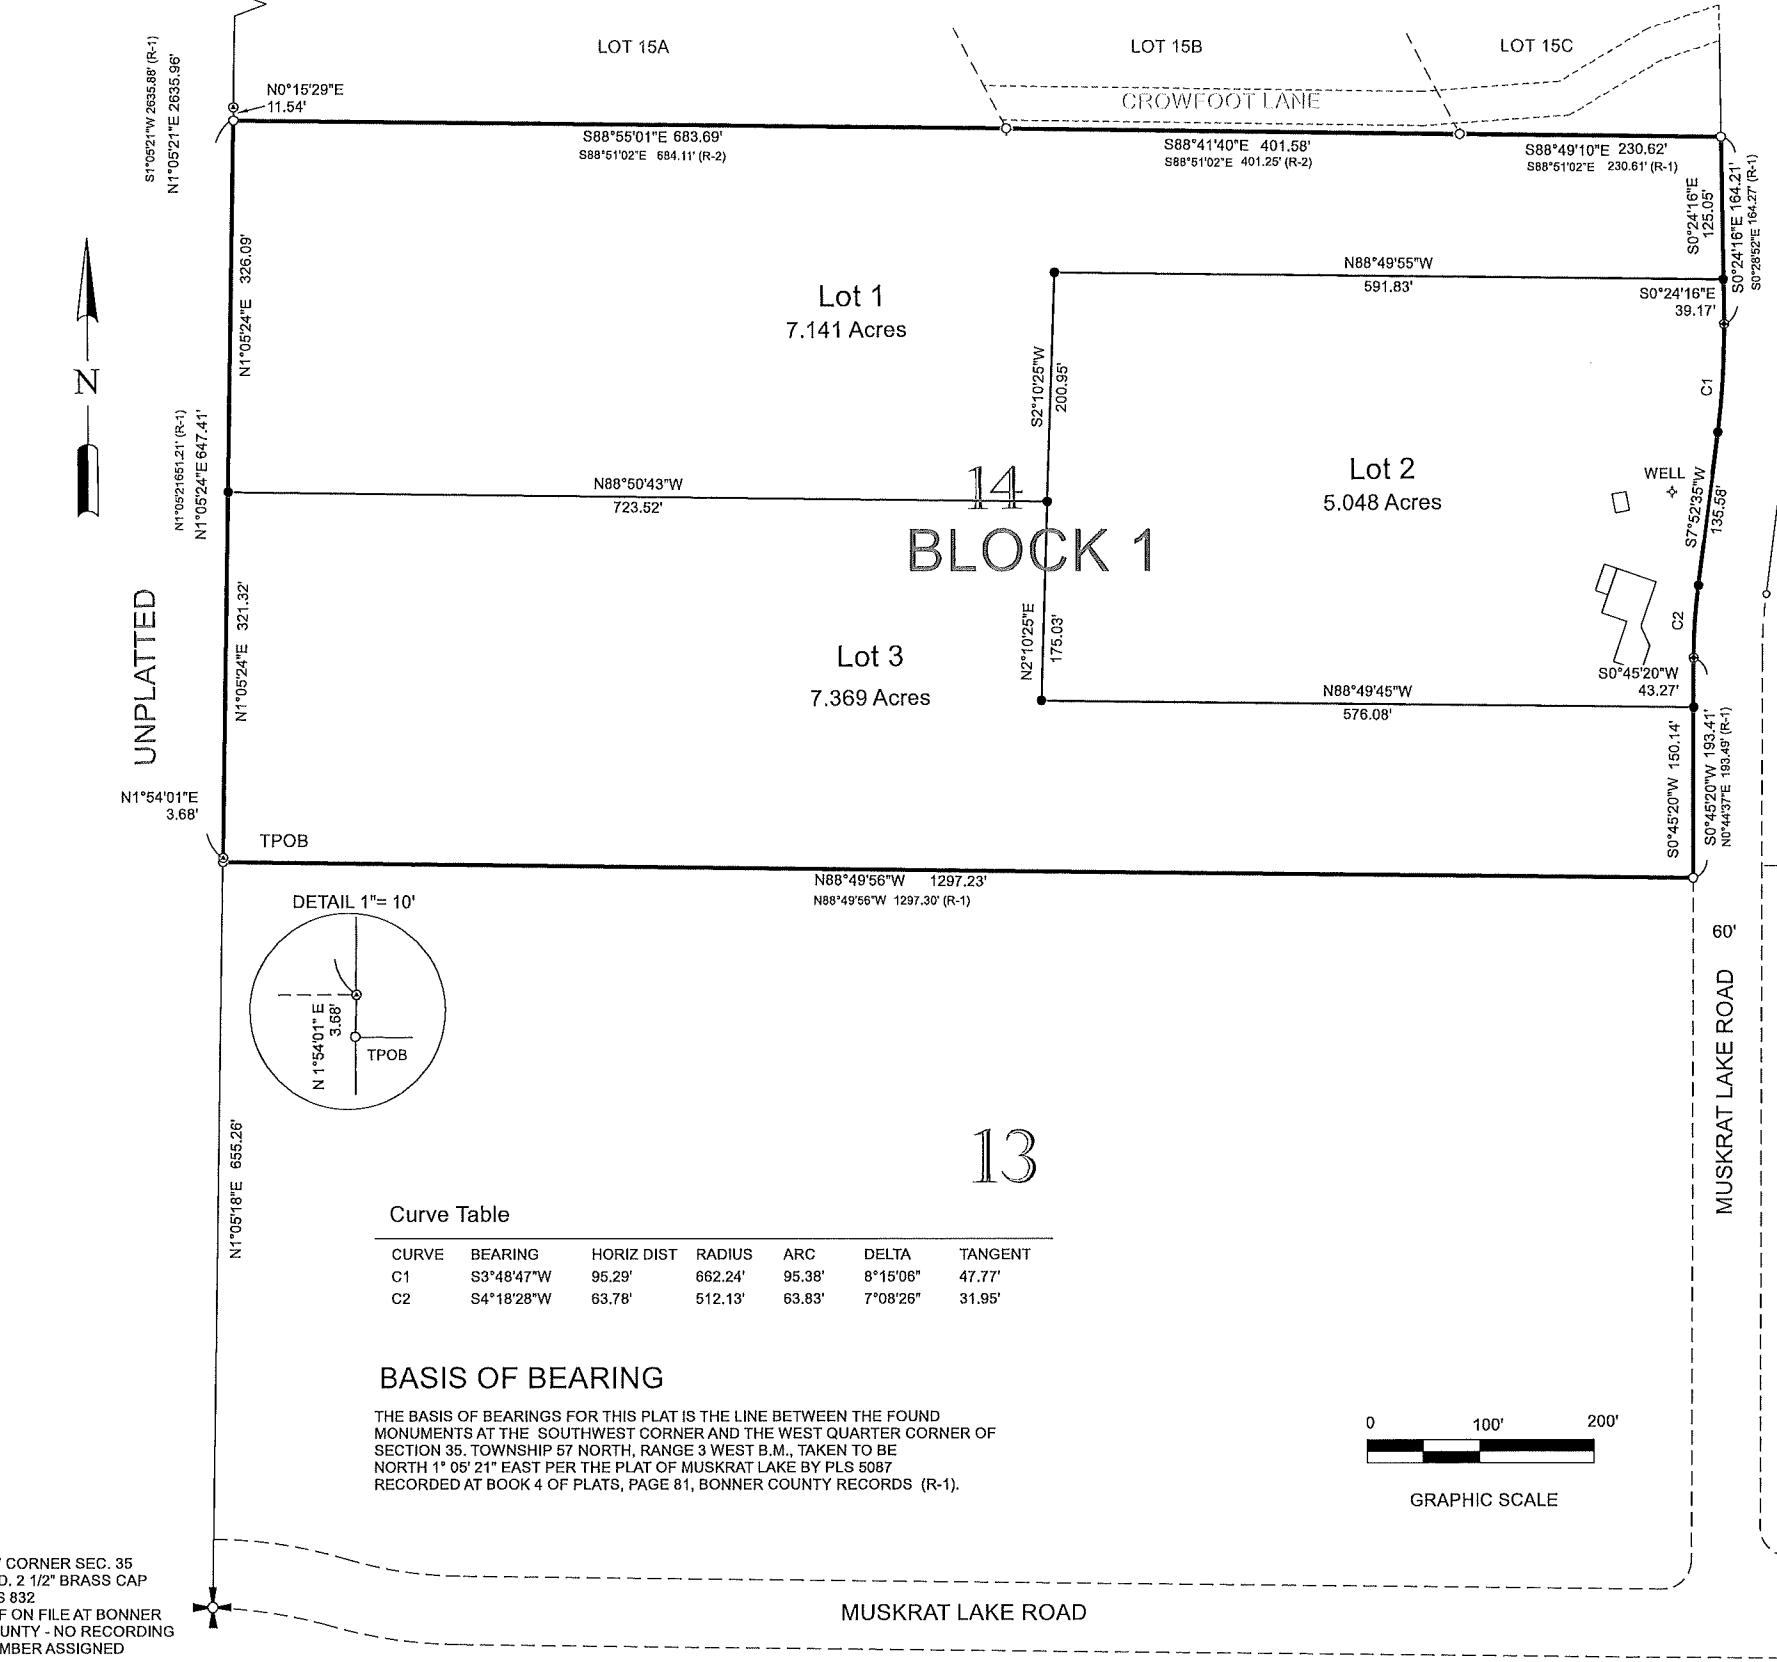 LOT 15A
LOT 15B
LOT 15C
CROWFOOT LANE
S1°05'21"W 2635.88' (R-1)
N1°05'21"E 2635.96'
N0°15'29"E
11.54'
S88°55'01"E 683.69'
S88°51'02"E 684.11' (R-2)
S88°41'40"E 401.58'
S88°51'02"E 401.25' (R-2)
S88°49'10"E 230.62'
S88°51'02"E 230.61' (R-1)
S0°24'16"E
125.05'
S0°24'16"E 164.21'
S0°28'52"E 164.27' (R-1)
N1°05'24"E 326.09'
N88°49'55"W
591.83'
S0°24'16"E
39.17'
Lot 1
7.141 Acres
N
S2°10'25"W
200.95'
C1
N1°05'21651.21' (R-1)
N1°05'24"E 647.41'
N88°50'43"W
723.52'
14
BLOCK 1
Lot 2
5.048 Acres
WELL
S7°52'35"W
135.58'
UNPLATTED
N1°05'24"E 321.32'
Lot 3
7.369 Acres
N2°10'25"E
175.03'
C2
S0°45'20"W
43.27'
N88°49'45"W
576.08'
S0°45'20"W 150.14'
S0°45'20"W 193.41'
N0°44'37"E 193.49' (R-1)
N1°54'01"E
3.68'
TPOB
N88°49'56"W 1297.23'
N88°49'56"W 1297.30' (R-1)
DETAIL 1"= 10'
N 1°54'01" E
3.68'
TPOB
60'
MUSKRAT LAKE ROAD
N1°05'18"E 655.26'
13
Curve Table
CURVE BEARING HORIZ DIST RADIUS ARC DELTA TANGENT
C1 S3°48'47"W 95.29' 662.24' 95.38' 8°15'06" 47.77'
C2 S4°18'28"W 63.78' 512.13' 63.83' 7°08'26" 31.95'
BASIS OF BEARING
THE BASIS OF BEARINGS FOR THIS PLAT IS THE LINE BETWEEN THE FOUND
MONUMENTS AT THE SOUTHWEST CORNER AND THE WEST QUARTER CORNER OF
SECTION 35. TOWNSHIP 57 NORTH, RANGE 3 WEST B.M., TAKEN TO BE
NORTH 1° 05' 21" EAST PER THE PLAT OF MUSKRAT LAKE BY PLS 5087
RECORDED AT BOOK 4 OF PLATS, PAGE 81, BONNER COUNTY RECORDS (R-1).
0 100' 200'
GRAPHIC SCALE
CORNER SEC. 35
D. 2 1/2" BRASS CAP
S 832
F ON FILE AT BONNER
UNTY - NO RECORDING
MBER ASSIGNED
MUSKRAT LAKE ROAD